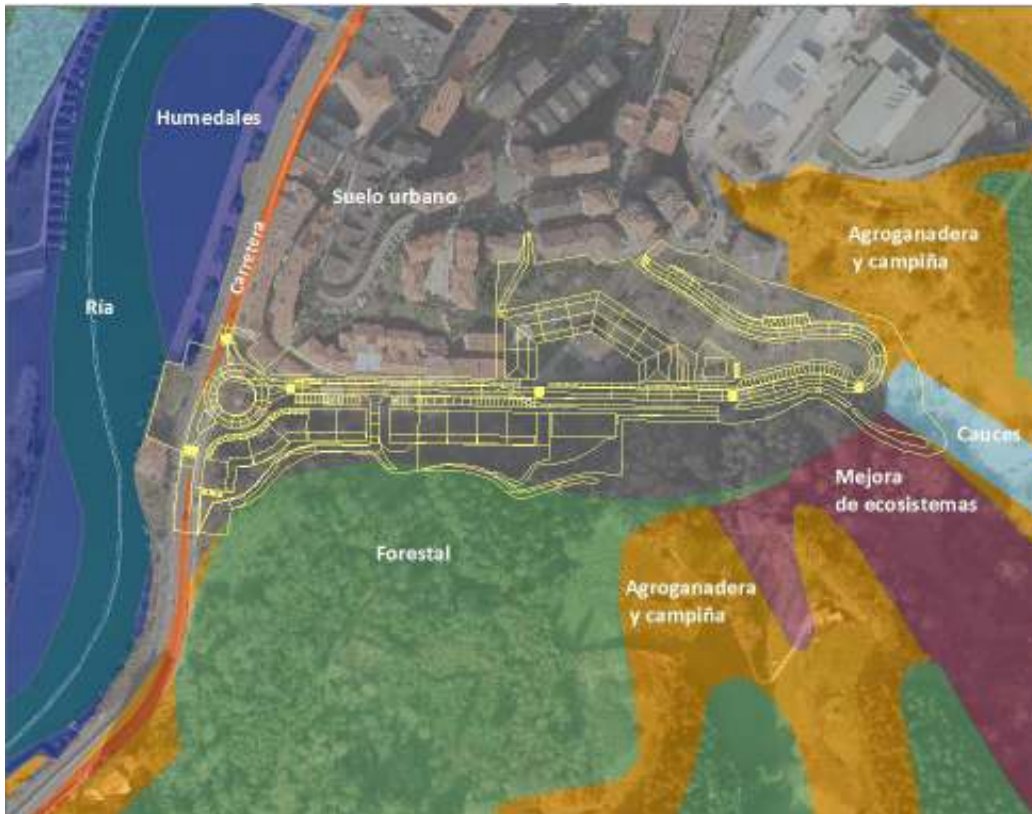 Humedales
Suelo urbano
Carretera
Ría
Agroganadera
y campiña
Cauces
Mejora
de ecosistemas
Forestal
Agroganadera
y campiña